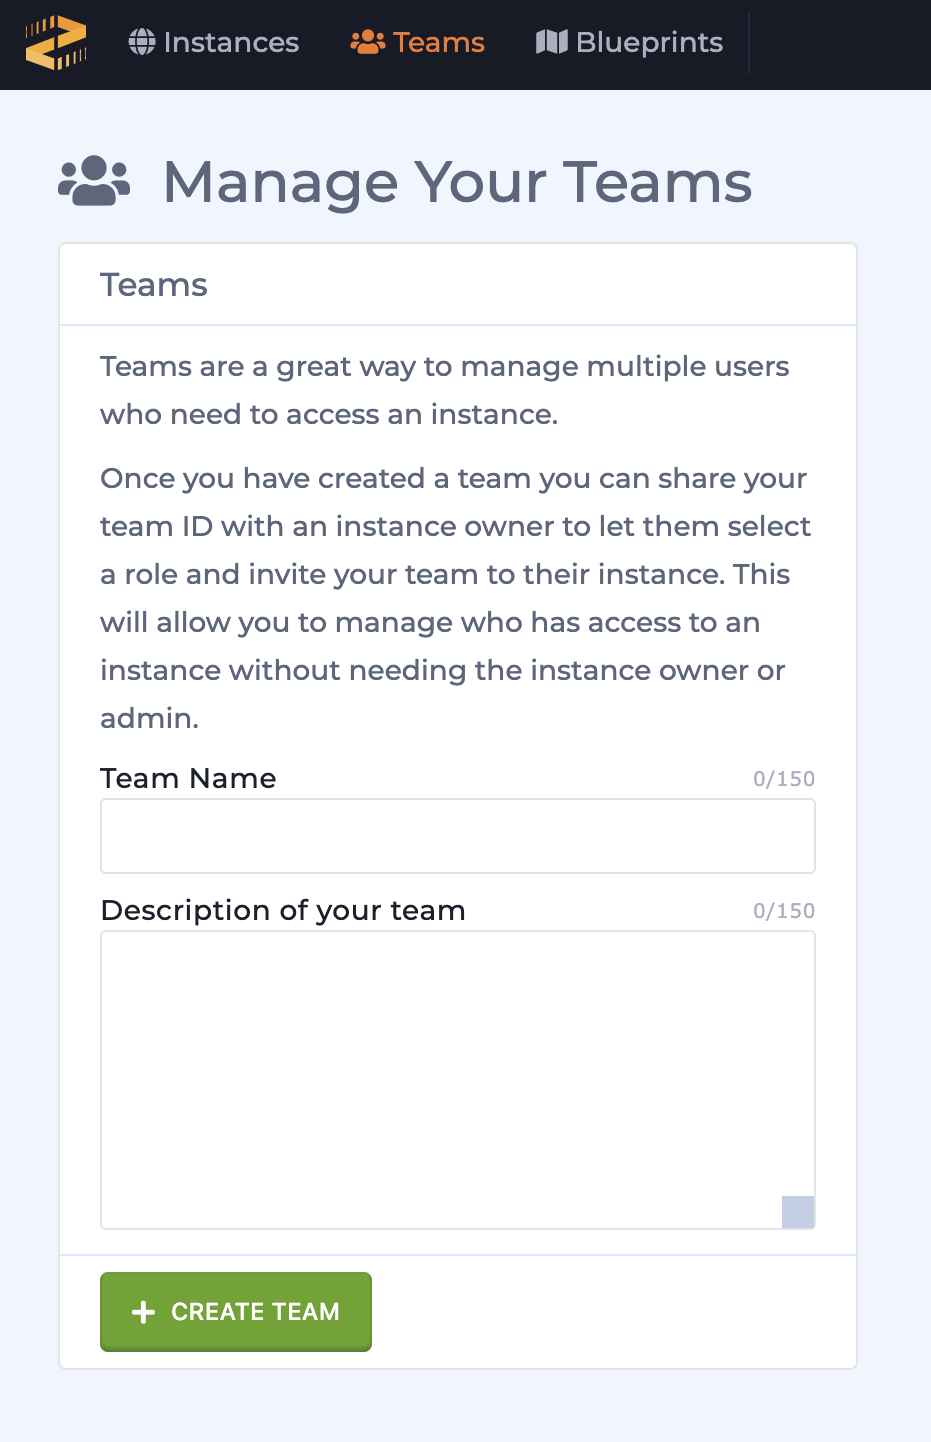 Instances Teams Blueprints
Manage Your Teams
Teams
Teams are a great way to manage multiple users
who need to access an instance.
Once you have created a team you can share your
team ID with an instance owner to let them select
a role and invite your team to their instance. This
will allow you to manage who has access to an
instance without needing the instance owner or
admin.
Team Name 0/150
Description of your team 0/150
CREATE TEAM